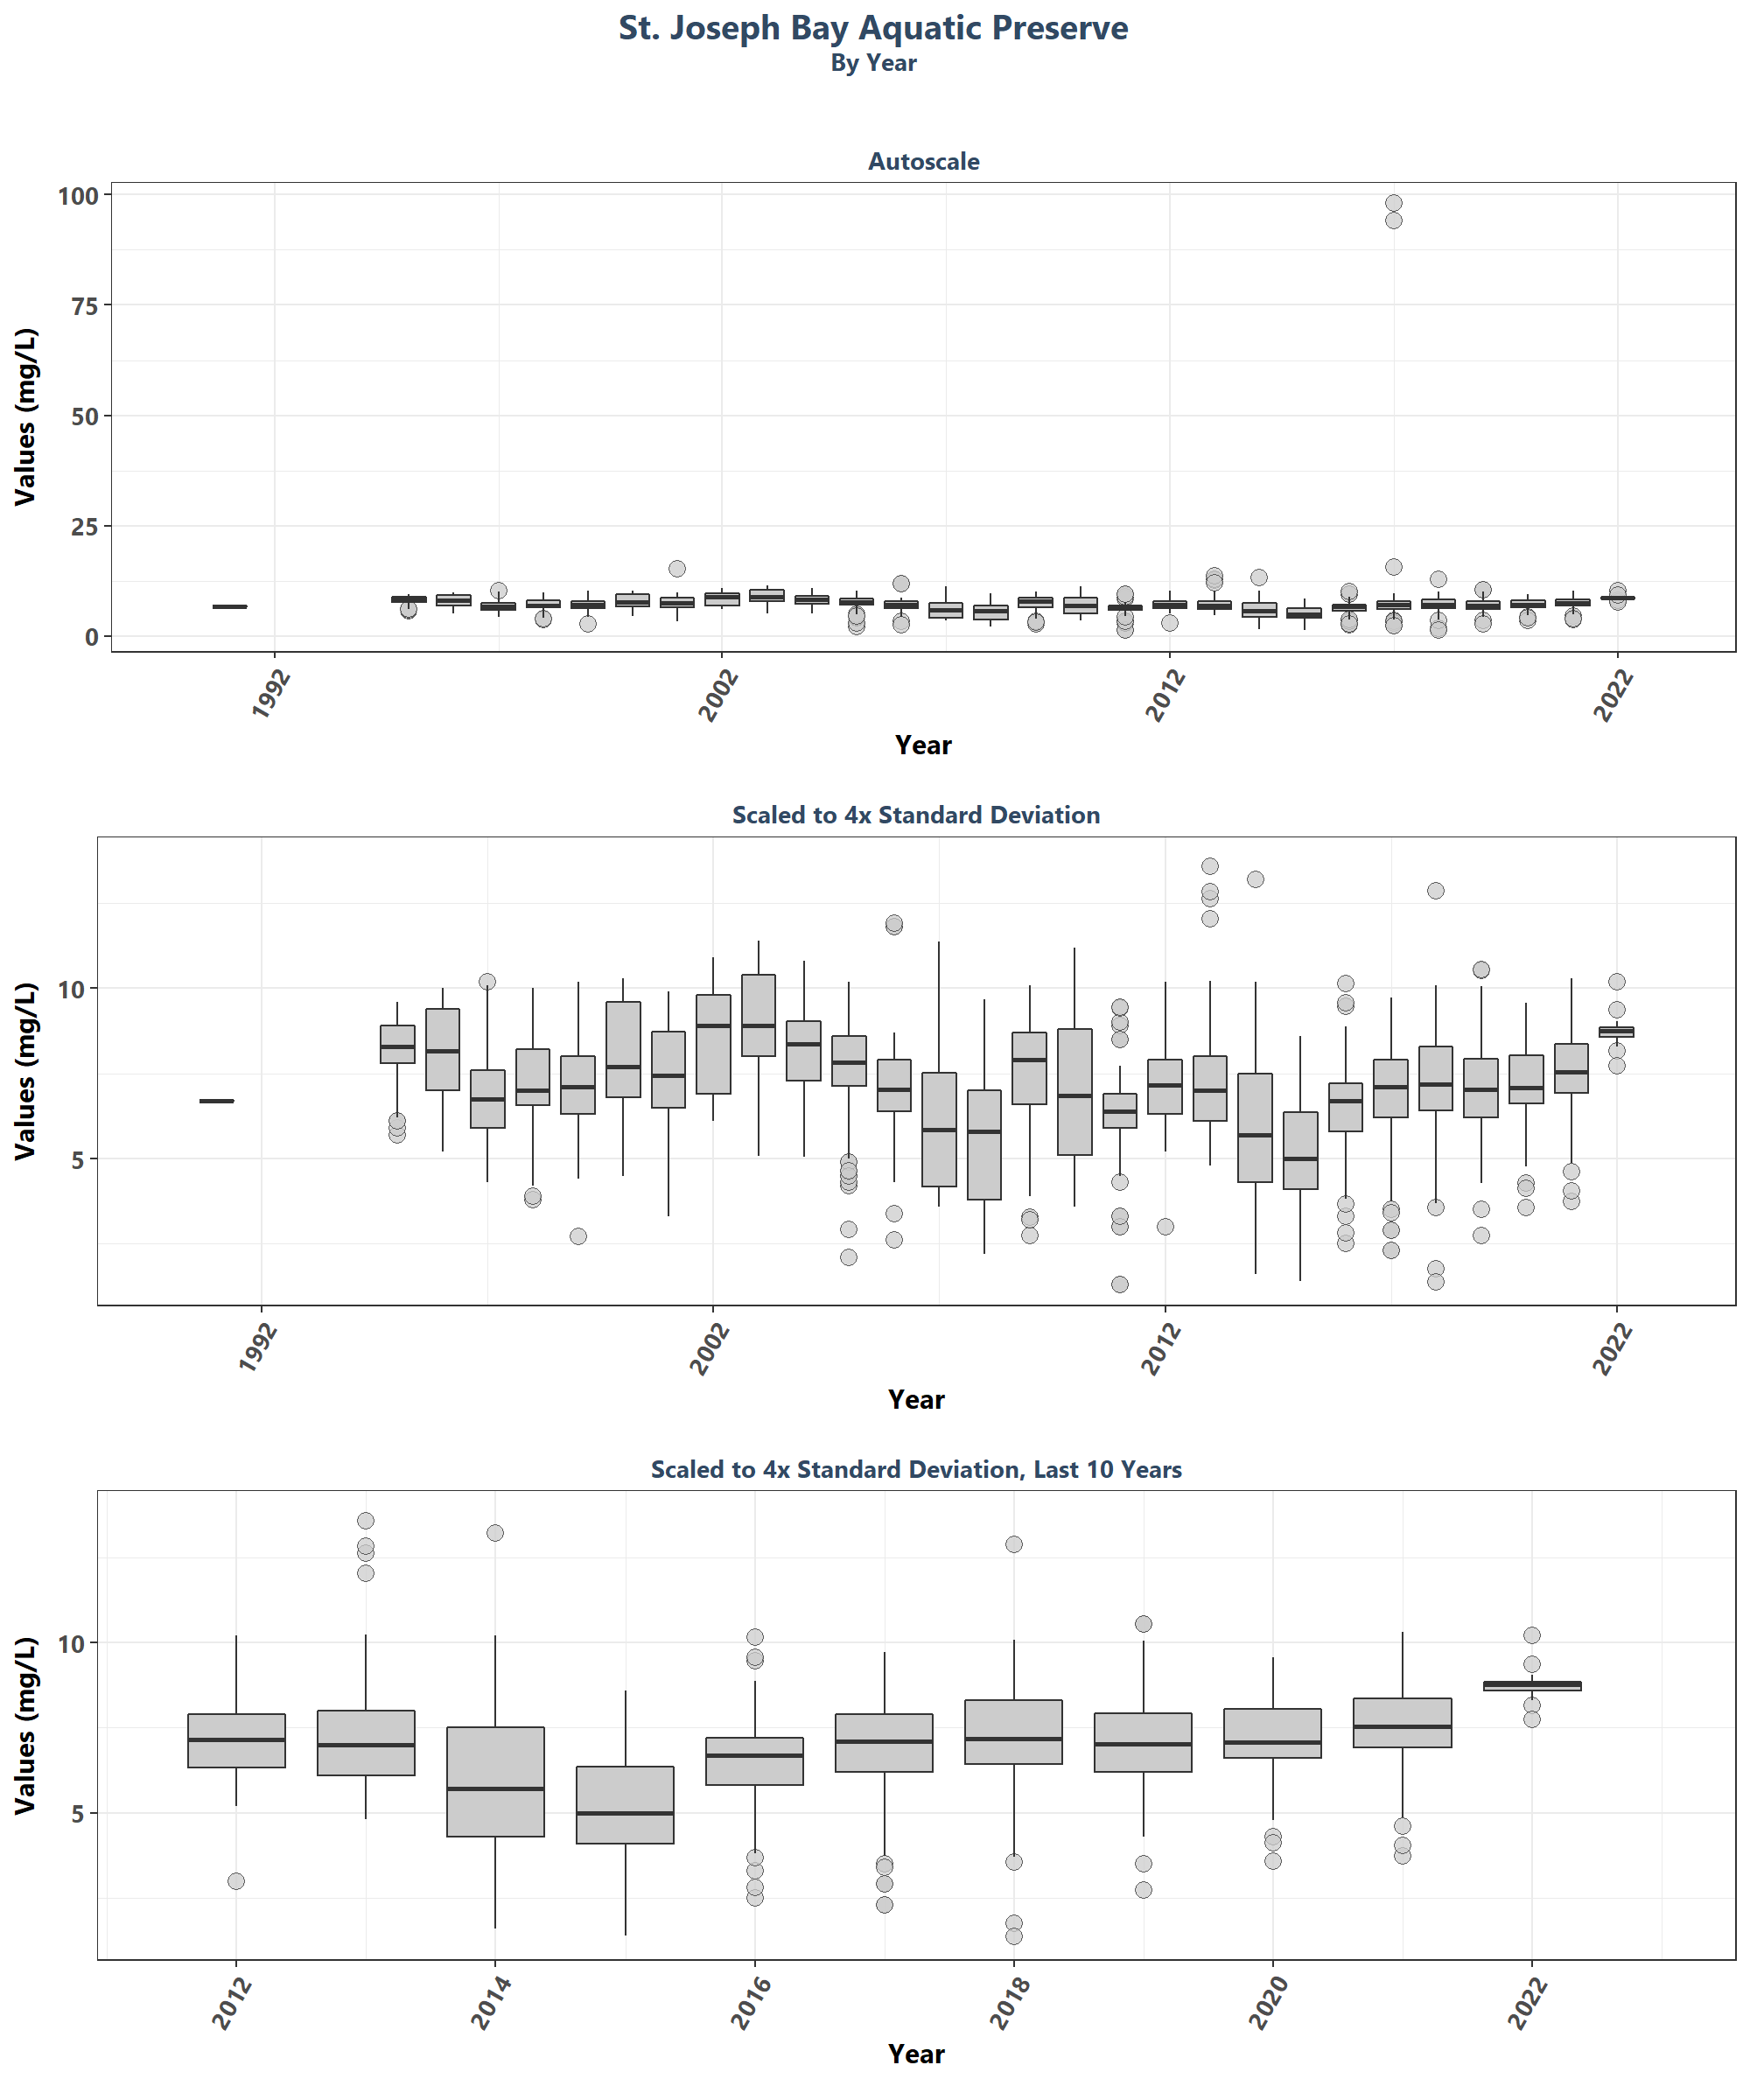 St. Joseph Bay Aquatic Preserve
By Year
Autoscale
Values (mg/L)
100
75
50
25
0
1992
2002
2012
2022
Year
Scaled to 4x Standard Deviation
Values (mg/L)
10
5
1992
2002
2012
2022
Year
Scaled to 4x Standard Deviation, Last 10 Years
Values (mg/L)
10
5
2012
2014
2016
2018
2020
2022
Year